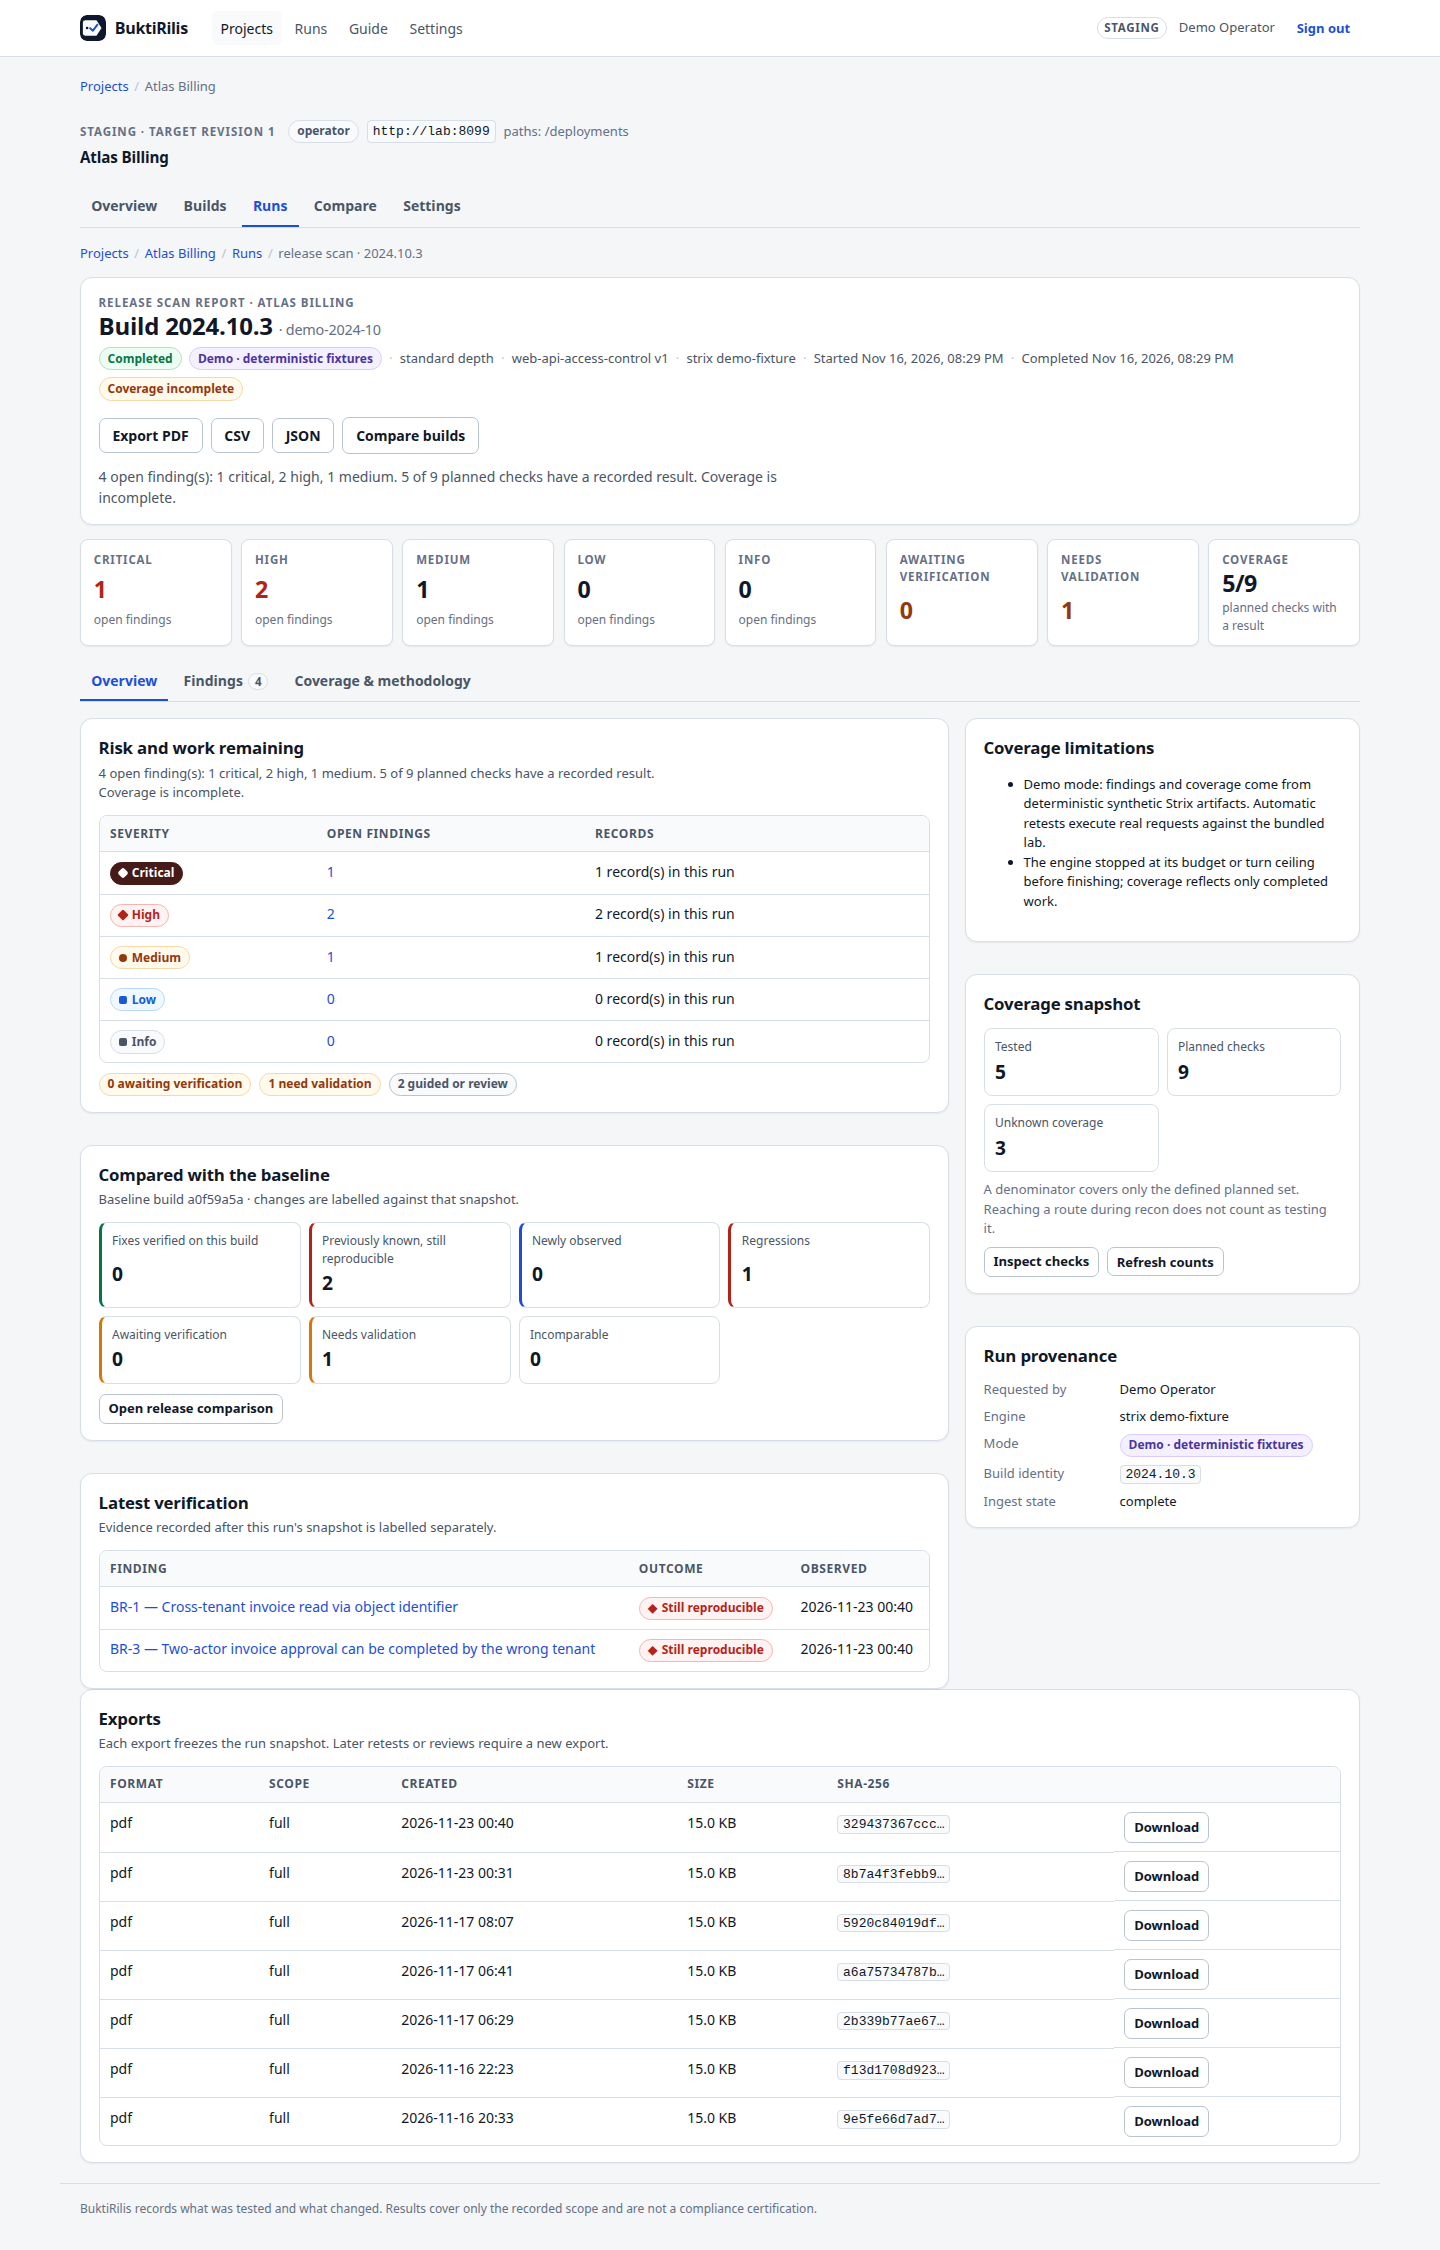 BuktiRilis Projects Runs Guide Settings STAGING Demo Operator Sign out
Projects / Atlas Billing
STAGING · TARGET REVISION 1 operator http://lab:8099 paths: /deployments
Atlas Billing
Overview Builds Runs Compare Settings
Projects / Atlas Billing / Runs / release scan · 2024.10.3
RELEASE SCAN REPORT · ATLAS BILLING
Build 2024.10.3 · demo-2024-10
Completed Demo · deterministic fixtures · standard depth · web-api-access-control v1 · strix demo-fixture · Started Nov 16, 2026, 08:29 PM · Completed Nov 16, 2026, 08:29 PM
Coverage incomplete
Export PDF CSV JSON Compare builds
4 open finding(s): 1 critical, 2 high, 1 medium. 5 of 9 planned checks have a recorded result. Coverage is
incomplete.
CRITICAL
1
open findings
HIGH
2
open findings
MEDIUM
1
open findings
LOW
0
open findings
INFO
0
open findings
AWAITING
VERIFICATION
0
NEEDS
VALIDATION
1
COVERAGE
5/9
planned checks with
a result
Overview Findings 4 Coverage & methodology
Risk and work remaining
4 open finding(s): 1 critical, 2 high, 1 medium. 5 of 9 planned checks have a recorded result.
Coverage is incomplete.
SEVERITY OPEN FINDINGS RECORDS
Critical 1 1 record(s) in this run
High 2 2 record(s) in this run
Medium 1 1 record(s) in this run
Low 0 0 record(s) in this run
Info 0 0 record(s) in this run
0 awaiting verification 1 need validation 2 guided or review
Compared with the baseline
Baseline build a0f59a5a · changes are labelled against that snapshot.
Fixes verified on this build
0
Previously known, still
reproducible
2
Newly observed
0
Regressions
1
Awaiting verification
0
Needs validation
1
Incomparable
0
Open release comparison
Latest verification
Evidence recorded after this run's snapshot is labelled separately.
FINDING OUTCOME OBSERVED
BR-1 — Cross-tenant invoice read via object identifier Still reproducible 2026-11-23 00:40
BR-3 — Two-actor invoice approval can be completed by the wrong tenant Still reproducible 2026-11-23 00:40
Coverage limitations
• Demo mode: findings and coverage come from
deterministic synthetic Strix artifacts. Automatic
retests execute real requests against the bundled
lab.
• The engine stopped at its budget or turn ceiling
before finishing; coverage reflects only completed
work.
Coverage snapshot
Tested
5
Planned checks
9
Unknown coverage
3
A denominator covers only the defined planned set.
Reaching a route during recon does not count as testing
it.
Inspect checks Refresh counts
Run provenance
Requested by Demo Operator
Engine strix demo-fixture
Mode Demo · deterministic fixtures
Build identity 2024.10.3
Ingest state complete
Exports
Each export freezes the run snapshot. Later retests or reviews require a new export.
FORMAT SCOPE CREATED SIZE SHA-256
pdf full 2026-11-23 00:40 15.0 KB 329437367ccc… Download
pdf full 2026-11-23 00:31 15.0 KB 8b7a4f3febb9… Download
pdf full 2026-11-17 08:07 15.0 KB 5920c84019df… Download
pdf full 2026-11-17 06:41 15.0 KB a6a75734787b… Download
pdf full 2026-11-17 06:29 15.0 KB 2b339b77ae67… Download
pdf full 2026-11-16 22:23 15.0 KB f13d1708d923… Download
pdf full 2026-11-16 20:33 15.0 KB 9e5fe66d7ad7… Download
BuktiRilis records what was tested and what changed. Results cover only the recorded scope and are not a compliance certification.